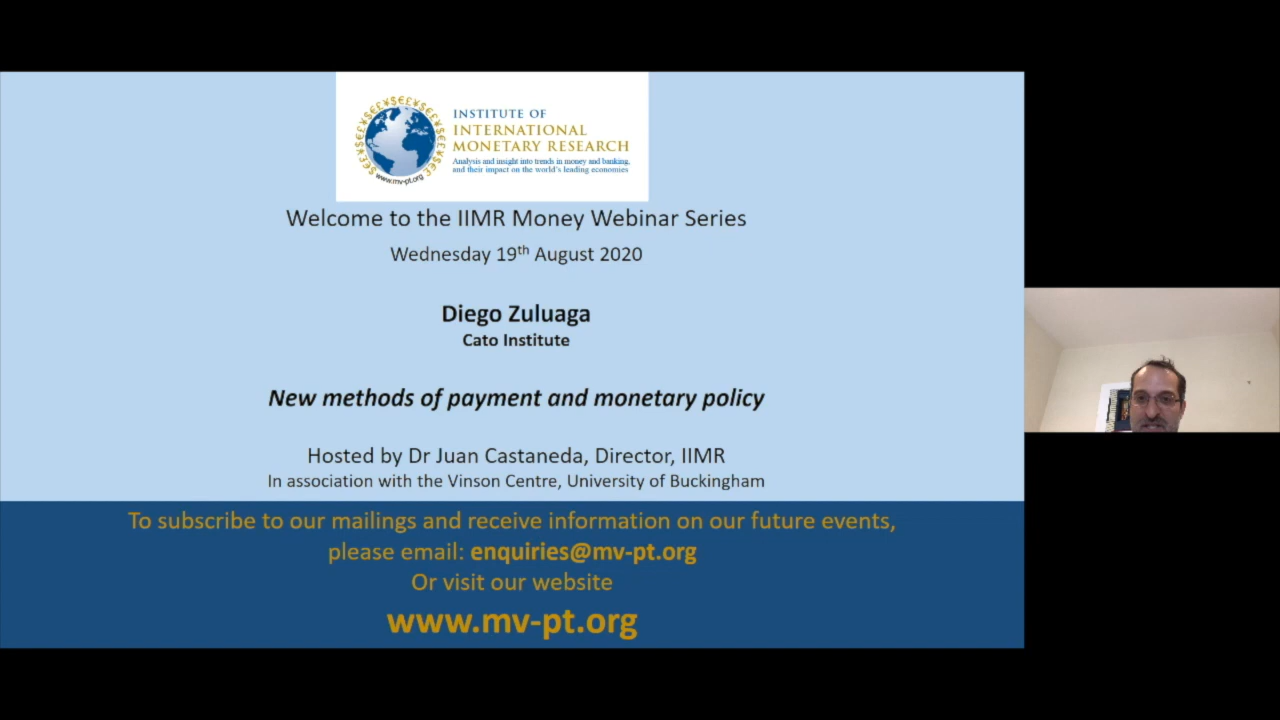 INSTITUTE OF
INTERNATIONAL
MONETARY RESEARCH
Analysis and insight into trends in money and banking,
and their impact on the world's leading economies
www.mv-pt.org
Welcome to the IIMR Money Webinar Series
Wednesday 19th August 2020
Diego Zuluaga
Cato Institute
New methods of payment and monetary policy
Hosted by Dr Juan Castaneda, Director, IIMR
In association with the Vinson Centre, University of Buckingham
To subscribe to our mailings and receive information on our future events,
please email: enquiries@mv-pt.org
Or visit our website
www.mv-pt.org